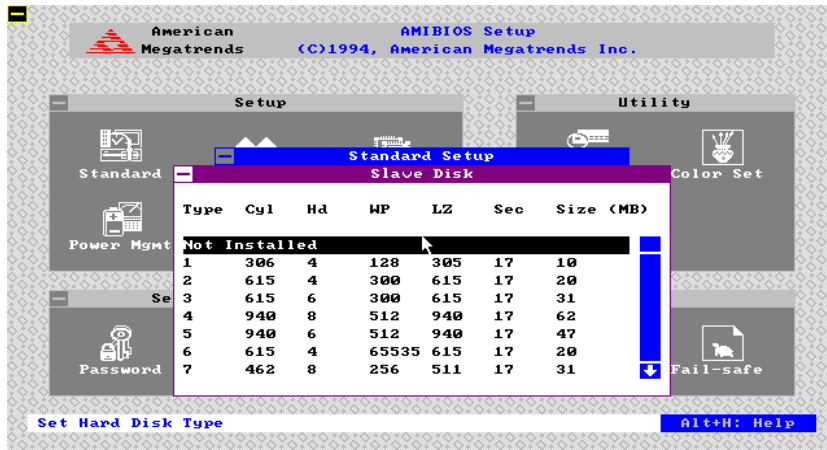 American Megatrends
AMIBIOS Setup
(C)1994, American Megatrends Inc.
Setup
Utility
Standard
Color Set
Power Mgmt
Se
Password
Fail-safe
Standard Setup
Slave Disk
Type Cyl Hd WP LZ Sec Size (MB)
Not Installed
1 306 4 128 305 17 10
2 615 4 300 615 17 20
3 615 6 300 615 17 31
4 940 8 512 940 17 62
5 940 6 512 940 17 47
6 615 4 65535 615 17 20
7 462 8 256 511 17 31
Set Hard Disk Type
Alt+H: Help